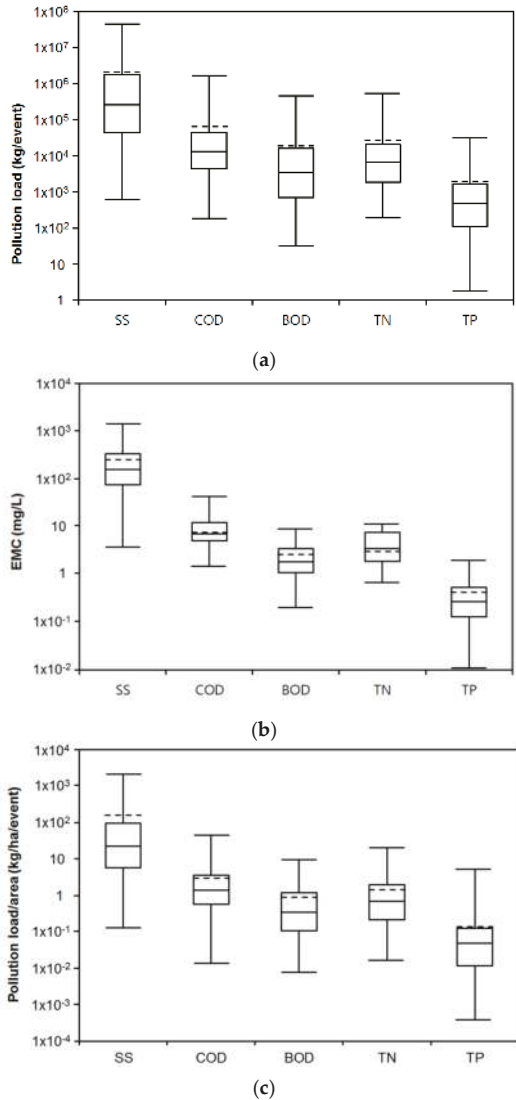 1x10⁸
1x10⁷
1x10⁶
1x10⁵
1x10⁴
1x10³
1x10²
10
1
Pollution load (kg/event)
SS COD BOD TN TP
(a)
1x10⁴
1x10³
1x10²
10
1
1x10⁻¹
1x10⁻²
EMC (mg/L)
SS COD BOD TN TP
(b)
1x10⁴
1x10³
1x10²
10
1
1x10⁻¹
1x10⁻²
1x10⁻³
1x10⁻⁴
Pollution load/area (kg/ha/event)
SS COD BOD TN TP
(c)